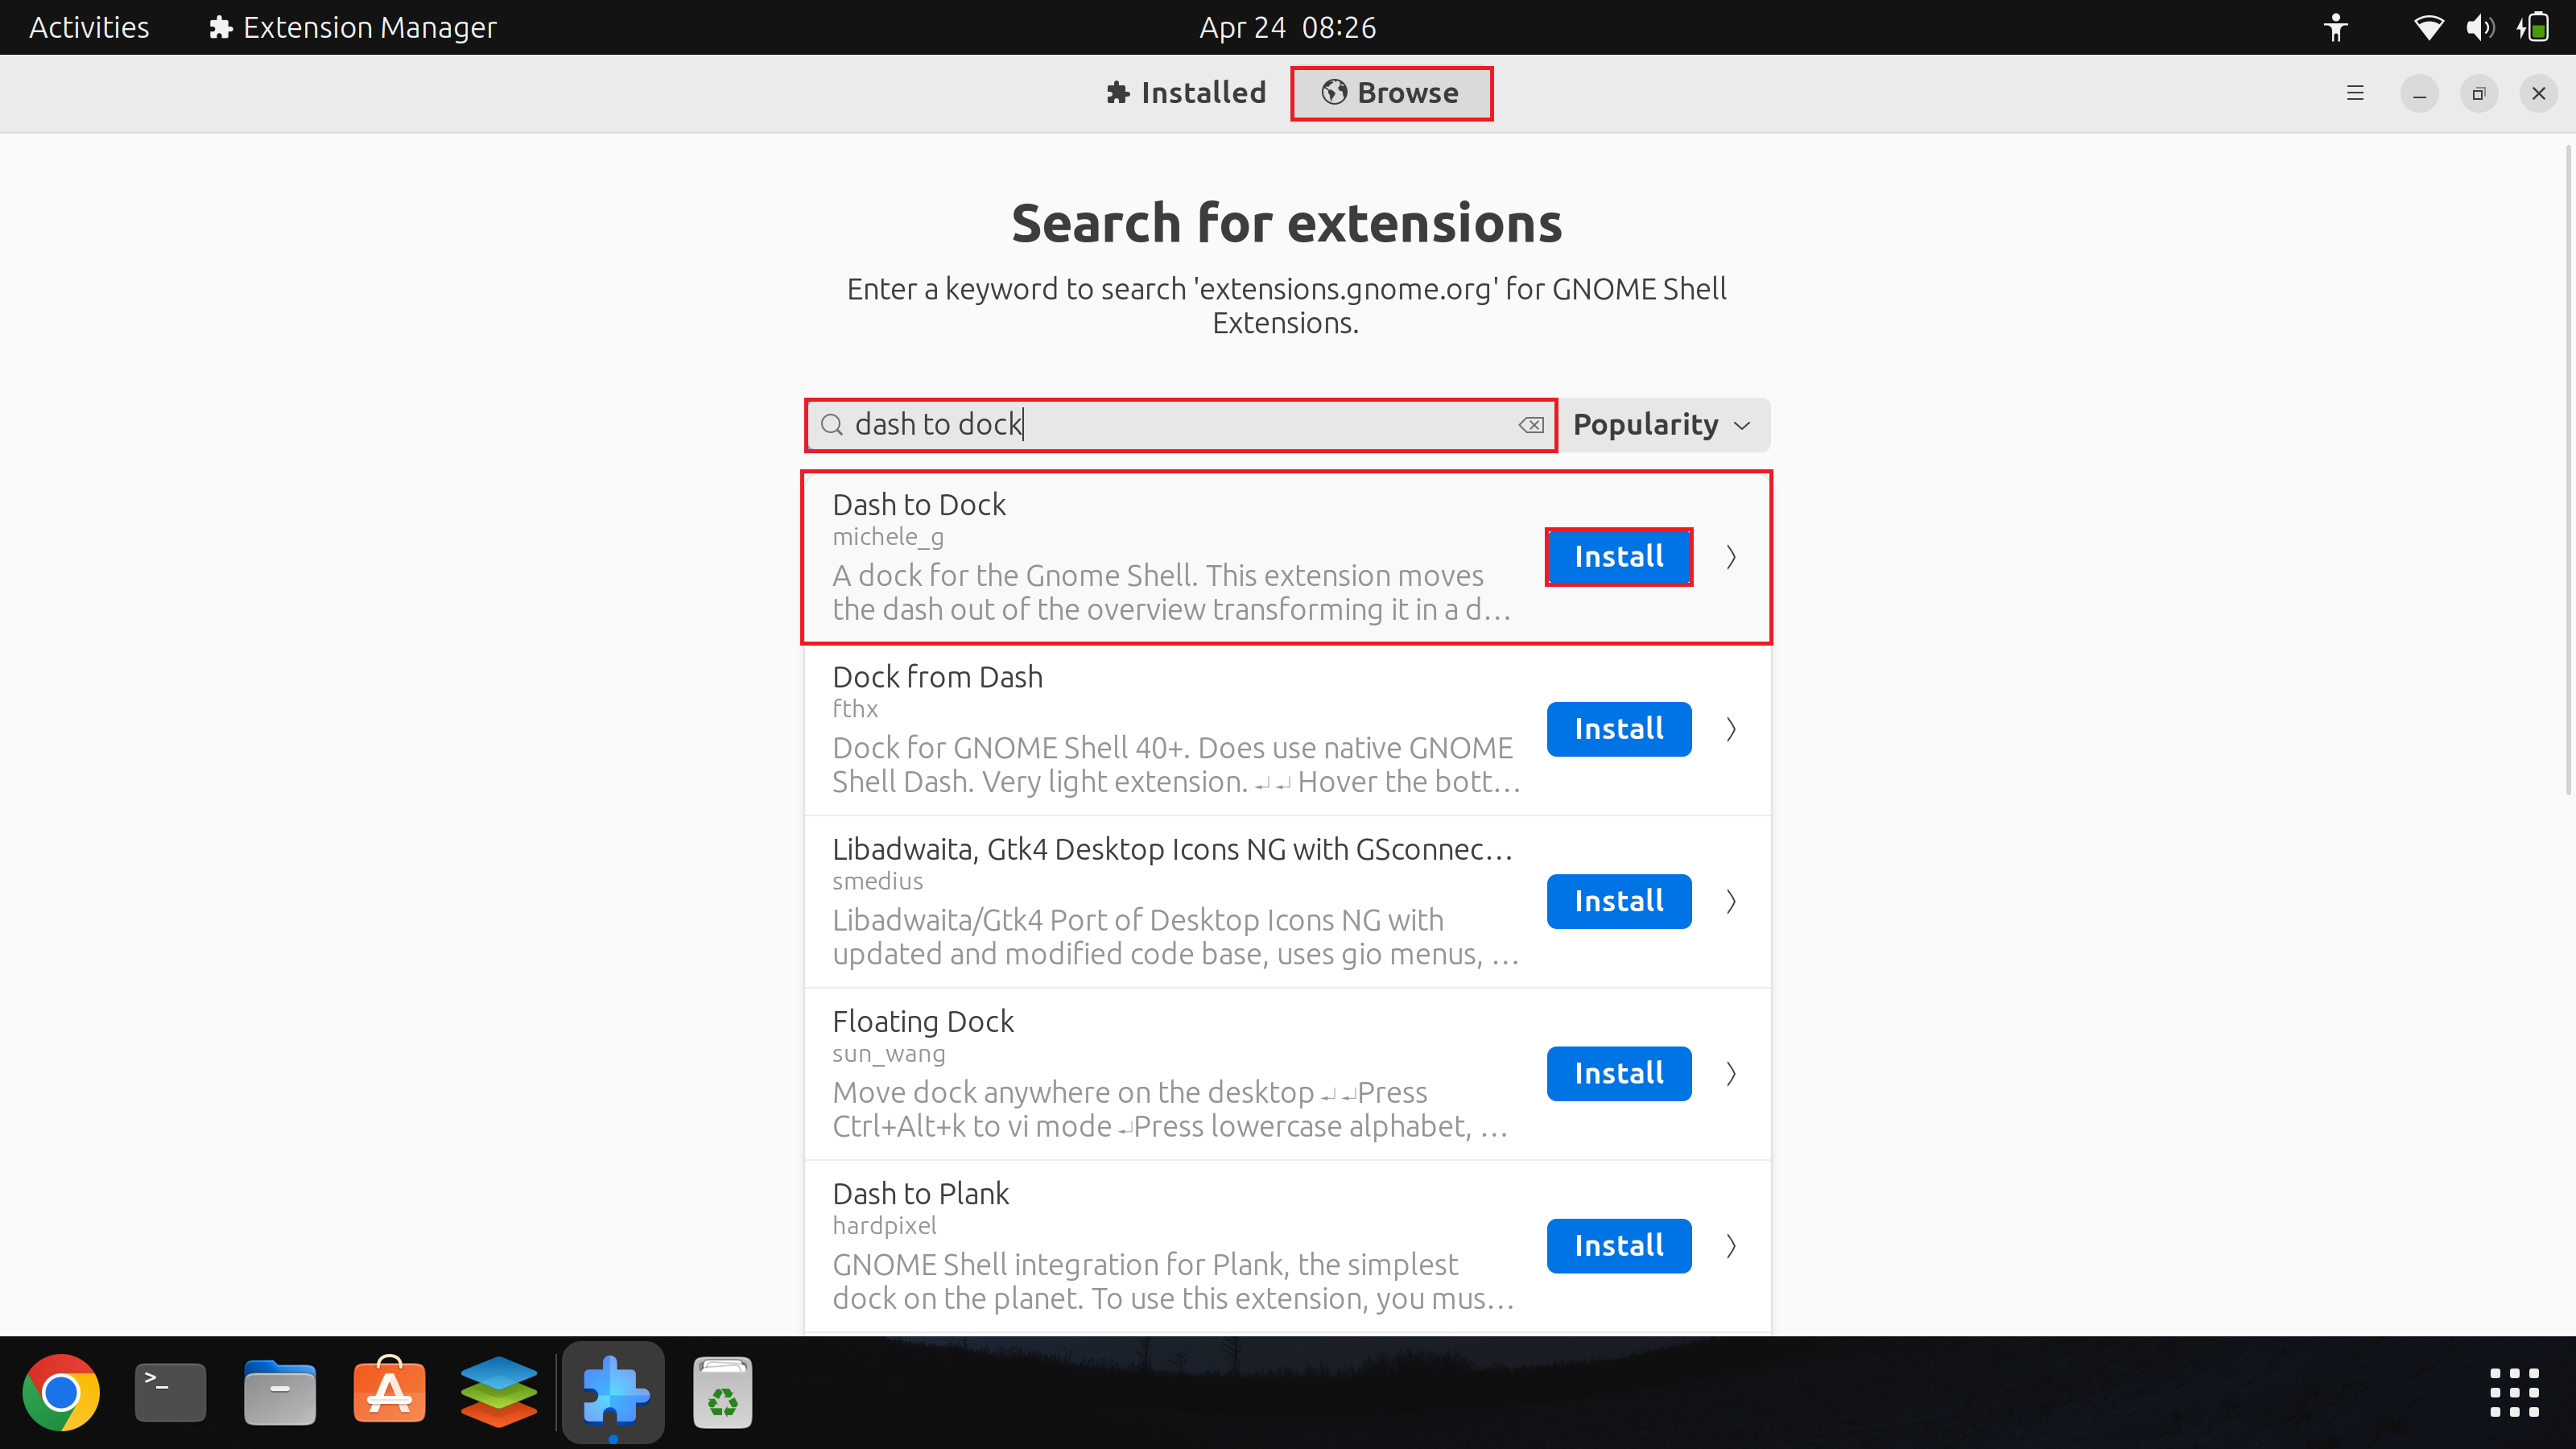 Activities
Extension Manager
Apr 24 08:26
Installed
Browse
Search for extensions
Enter a keyword to search 'extensions.gnome.org' for GNOME Shell
Extensions.
dash to dock
Popularity
Dash to Dock
michele_g
A dock for the Gnome Shell. This extension moves
the dash out of the overview transforming it in a d...
Install
Dock from Dash
fthx
Dock for GNOME Shell 40+. Does use native GNOME
Shell Dash. Very light extension.↵↵Hover the bott...
Install
Libadwaita, Gtk4 Desktop Icons NG with GSconnec...
smedius
Libadwaita/Gtk4 Port of Desktop Icons NG with
updated and modified code base, uses gio menus, ...
Install
Floating Dock
sun_wang
Move dock anywhere on the desktop↵↵Press
Ctrl+Alt+k to vi mode↵Press lowercase alphabet, ...
Install
Dash to Plank
hardpixel
GNOME Shell integration for Plank, the simplest
dock on the planet. To use this extension, you mus...
Install
>_